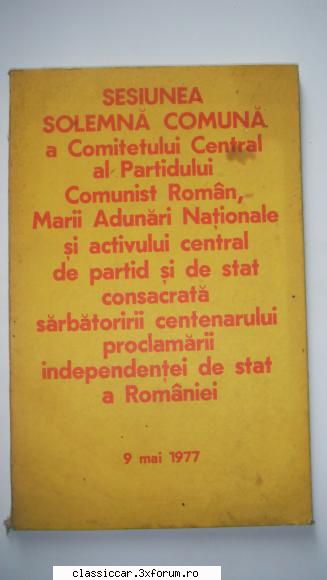 SESIUNEA
SOLEMNĂ COMUNĂ
a Comitetului Central
al Partidului
Comunist Român,
Marii Adunări Naționale
și activului central
de partid și de stat
consacrată
sărbătoririi centenarului
proclamării
independenței de stat
a României
9 mai 1977
classiccar.3xforum.ro